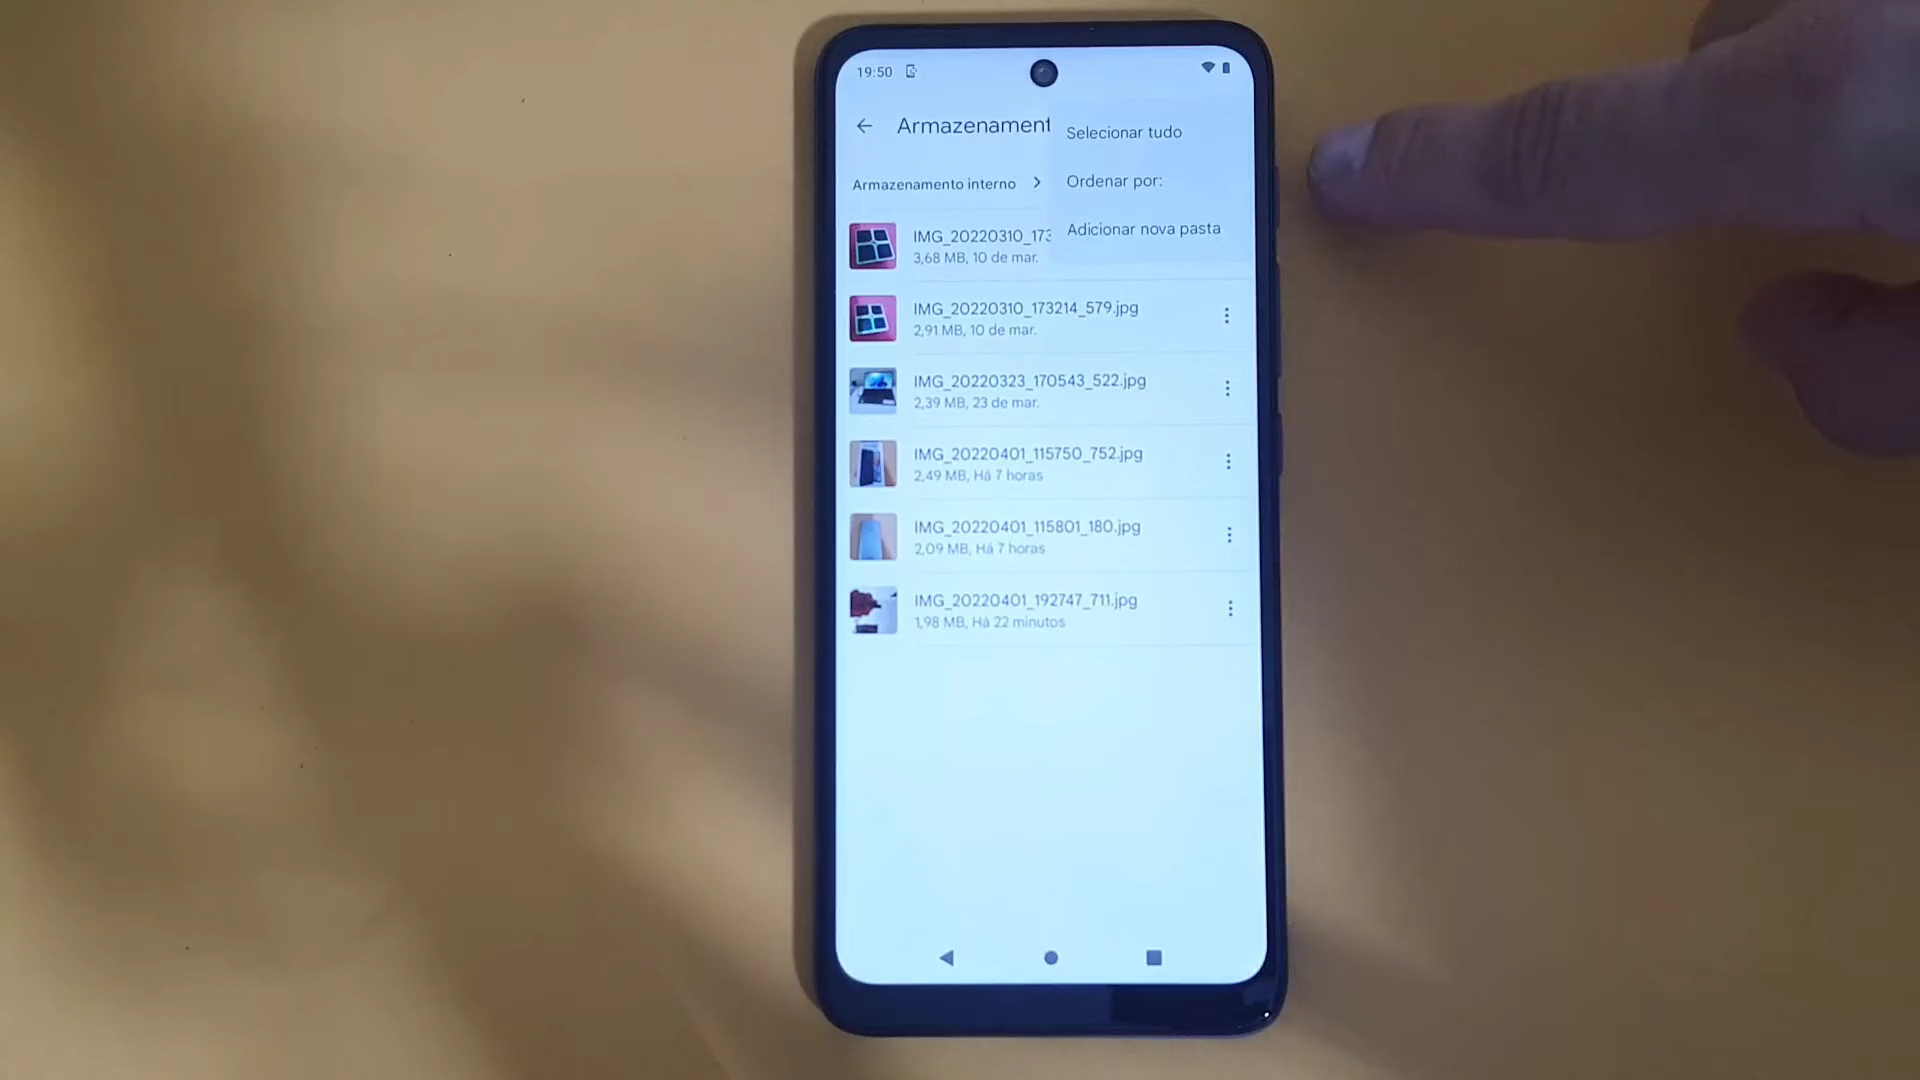 19:50
Armazenament
Selecionar tudo
Armazenamento interno
Ordenar por:
Adicionar nova pasta
IMG_20220310_173
3,68 MB, 10 de mar.
IMG_20220310_173214_579.jpg
2,91 MB, 10 de mar.
IMG_20220323_170543_522.jpg
2,39 MB, 23 de mar.
IMG_20220401_115750_752.jpg
2,49 MB, Há 7 horas
IMG_20220401_115801_180.jpg
2,09 MB, Há 7 horas
IMG_20220401_192747_711.jpg
1,98 MB, Há 22 minutos